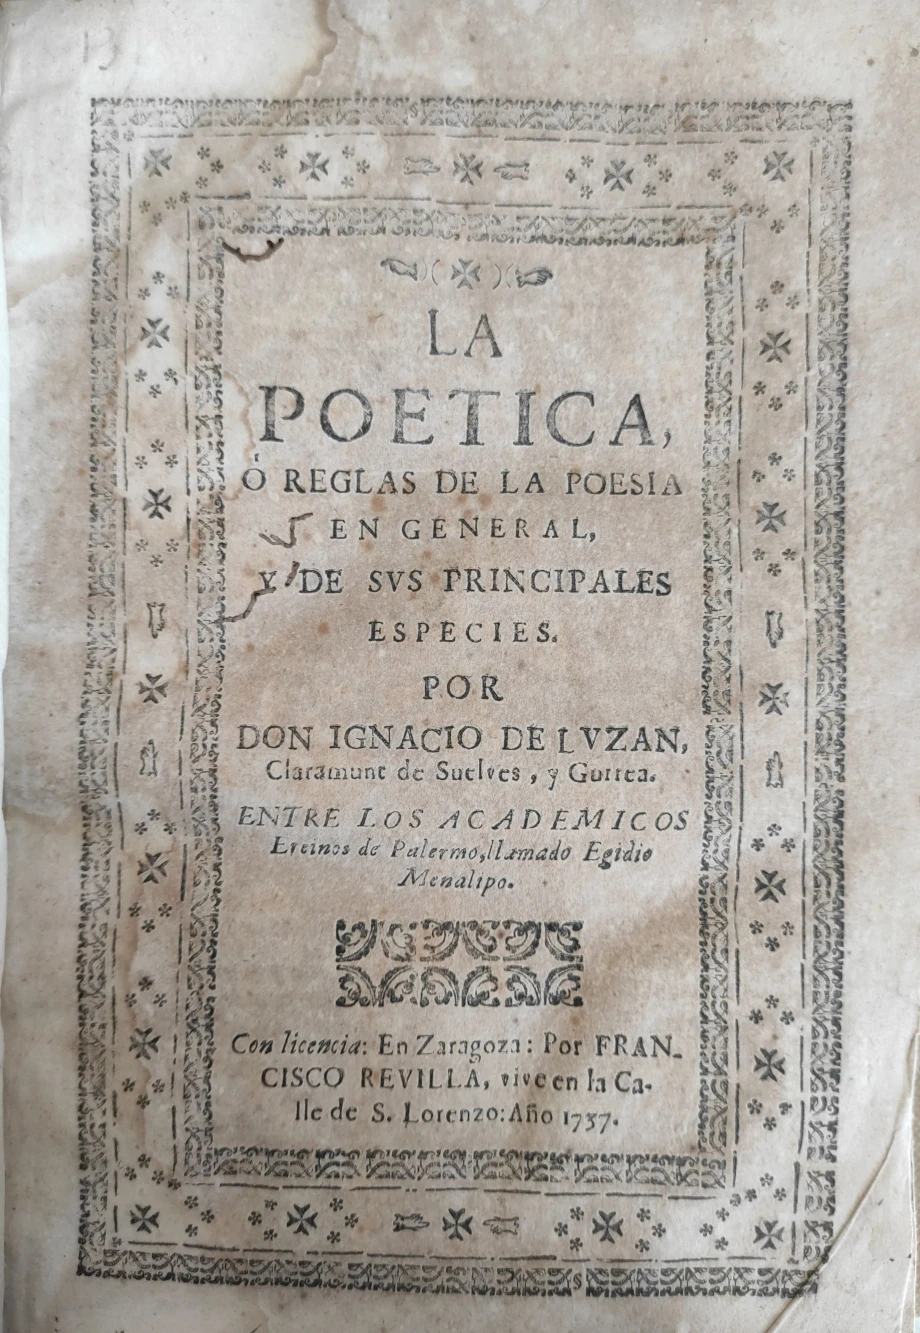 13
LA
POETICA,
Ò REGLAS DE LA POESIA
EN GENERAL,
Y DE SVS PRINCIPALES
ESPECIES.
POR
DON IGNACIO DE LVZAN,
Claramunt de Suelves, y Gurrea.
ENTRE LOS ACADEMICOS
Ereinos de Palermo, llamado Egidio
Menalipo.
Con licencia: En Zaragoza: Por FRAN-
CISCO REVILLA, vive en la Ca-
lle de S. Lorenzo: Año 1737.